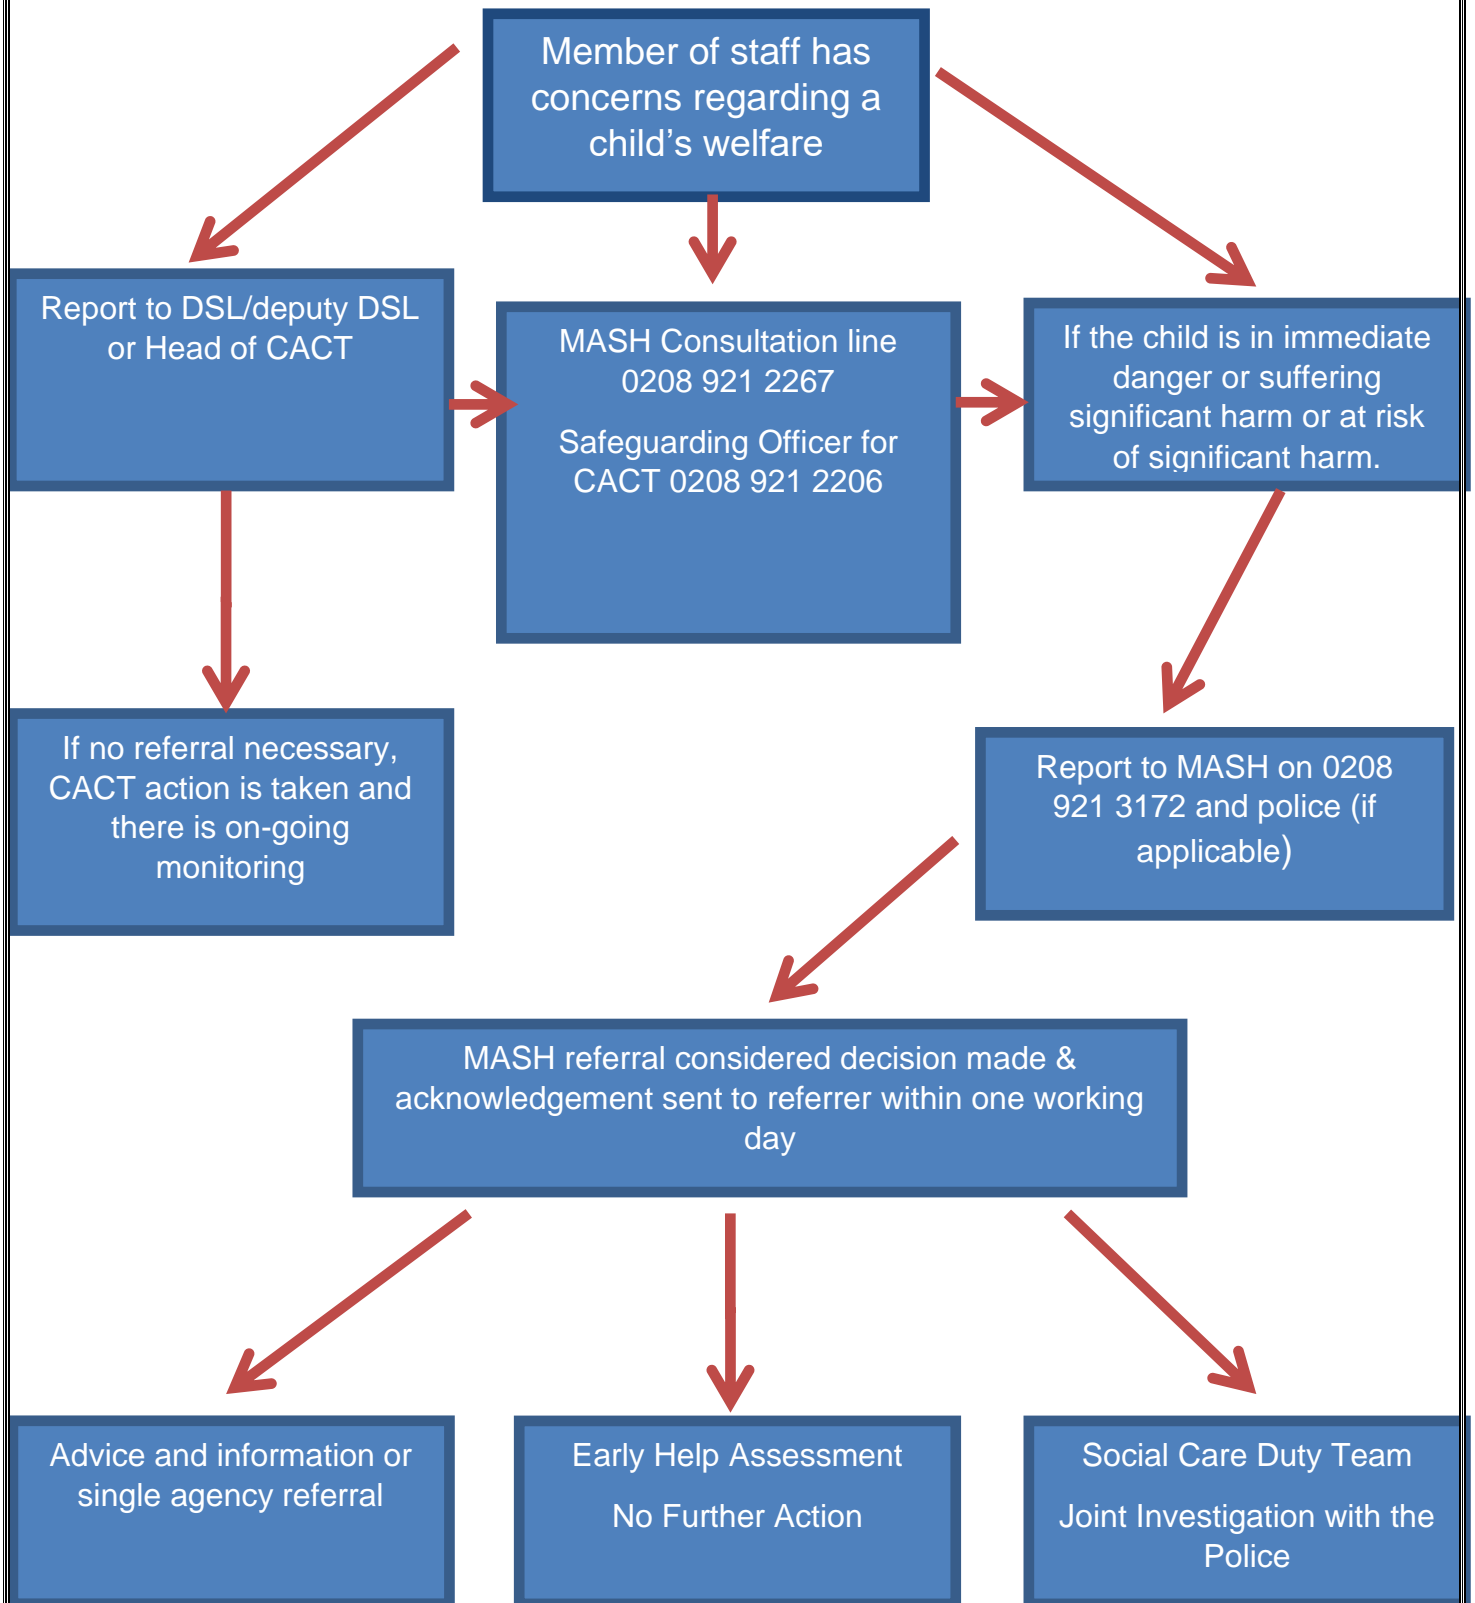 Member of staff has
concerns regarding a
child’s welfare
Report to DSL/deputy DSL
or Head of CACT
MASH Consultation line
0208 921 2267
Safeguarding Officer for
CACT 0208 921 2206
If the child is in immediate
danger or suffering
significant harm or at risk
of significant harm.
If no referral necessary,
CACT action is taken and
there is on-going
monitoring
Report to MASH on 0208
921 3172 and police (if
applicable)
MASH referral considered decision made &
acknowledgement sent to referrer within one working
day
Advice and information or
single agency referral
Early Help Assessment
No Further Action
Social Care Duty Team
Joint Investigation with the
Police